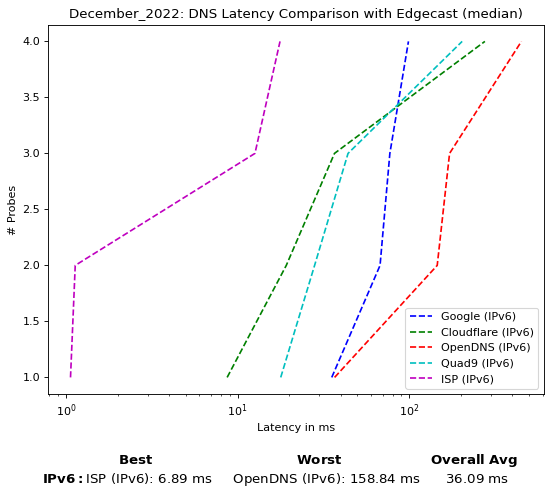 December_2022: DNS Latency Comparison with Edgecast (median)
4.0
3.5
3.0
2.5
2.0
1.5
1.0
# Probes
Google (IPv6)
Cloudflare (IPv6)
OpenDNS (IPv6)
Quad9 (IPv6)
ISP (IPv6)
10^0 10^1 10^2
Latency in ms
Best Worst Overall Avg
IPv6: ISP (IPv6): 6.89 ms OpenDNS (IPv6): 158.84 ms 36.09 ms